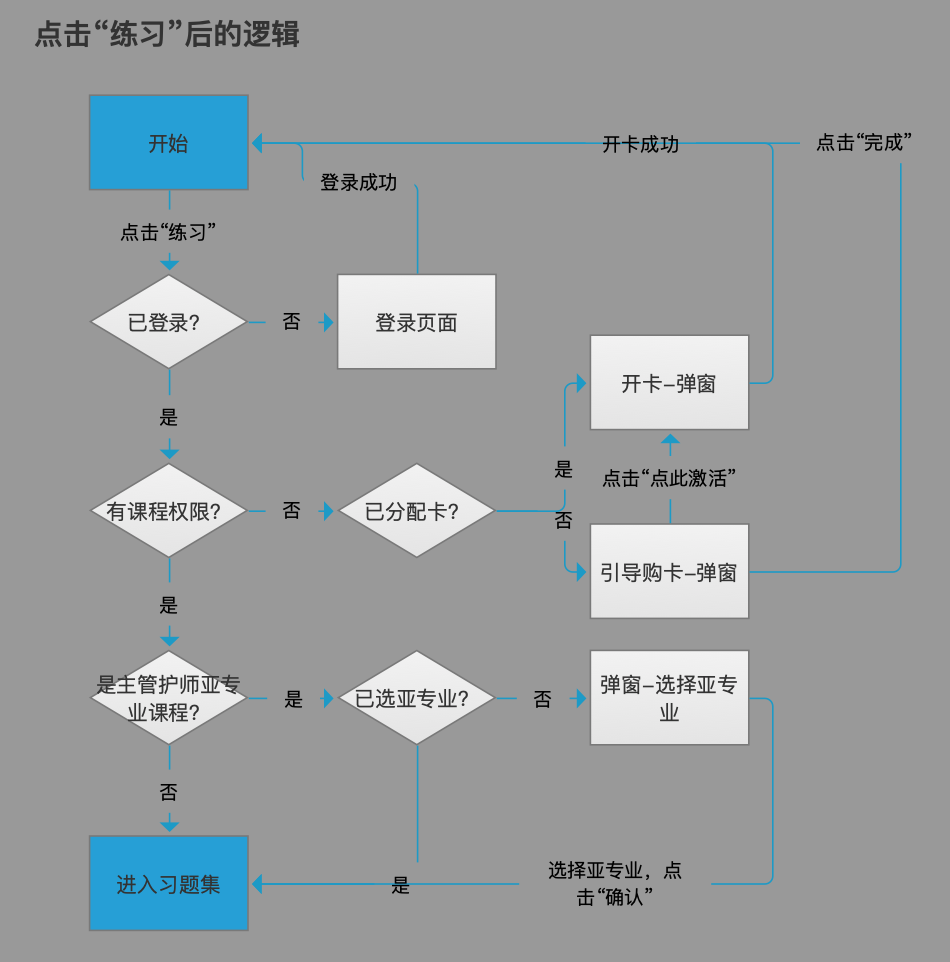 点击“练习”后的逻辑
开始
开卡成功
点击“完成”
登录成功
点击“练习”
已登录?
否
登录页面
开卡-弹窗
是
是
点击“点此激活”
有课程权限?
否
已分配卡?
否
引导购卡-弹窗
是
是主管护师亚专
业课程?
是
已选亚专业?
否
弹窗-选择亚专
业
否
进入习题集
是
选择亚专业，点
击“确认”